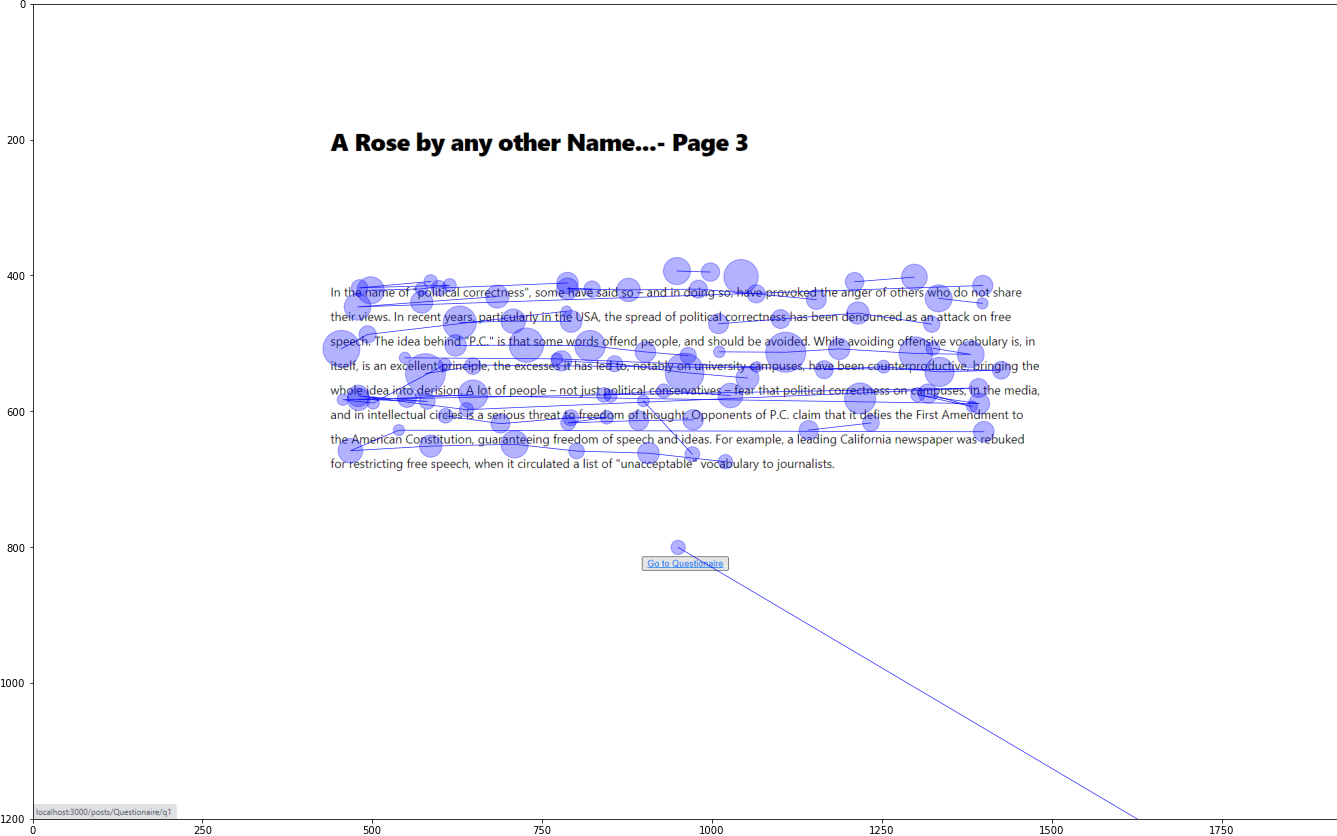 0
200
A Rose by any other Name...- Page 3
400
In the name of "political correctness", some have said so – and in doing so, have provoked the anger of others who do not share
their views. In recent years, particularly in the USA, the spread of political correctness has been denounced as an attack on free
speech. The idea behind "P.C." is that some words offend people, and should be avoided. While avoiding offensive vocabulary is, in
itself, is an excellent principle, the excesses it has led to, notably on university campuses, have been counterproductive, bringing the
whole idea into derision. A lot of people – not just political conservatives – fear that political correctness on campuses, in the media,
600
and in intellectual circles is a serious threat to freedom of thought. Opponents of P.C. claim that it defies the First Amendment to
the American Constitution, guaranteeing freedom of speech and ideas. For example, a leading California newspaper was rebuked
for restricting free speech, when it circulated a list of "unacceptable" vocabulary to journalists.
800
Go to Questionaire
1000
localhost:3000/posts/Questionaire/q1
1200
0 250 500 750 1000 1250 1500 1750